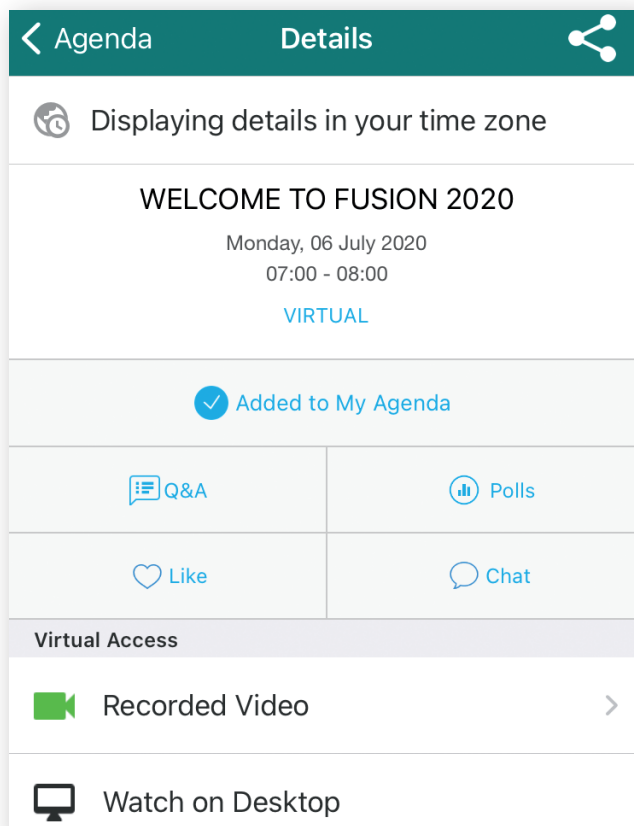 Agenda Details
Displaying details in your time zone
WELCOME TO FUSION 2020
Monday, 06 July 2020
07:00 - 08:00
VIRTUAL
Added to My Agenda
Q&A Polls
Like Chat
Virtual Access
Recorded Video
Watch on Desktop